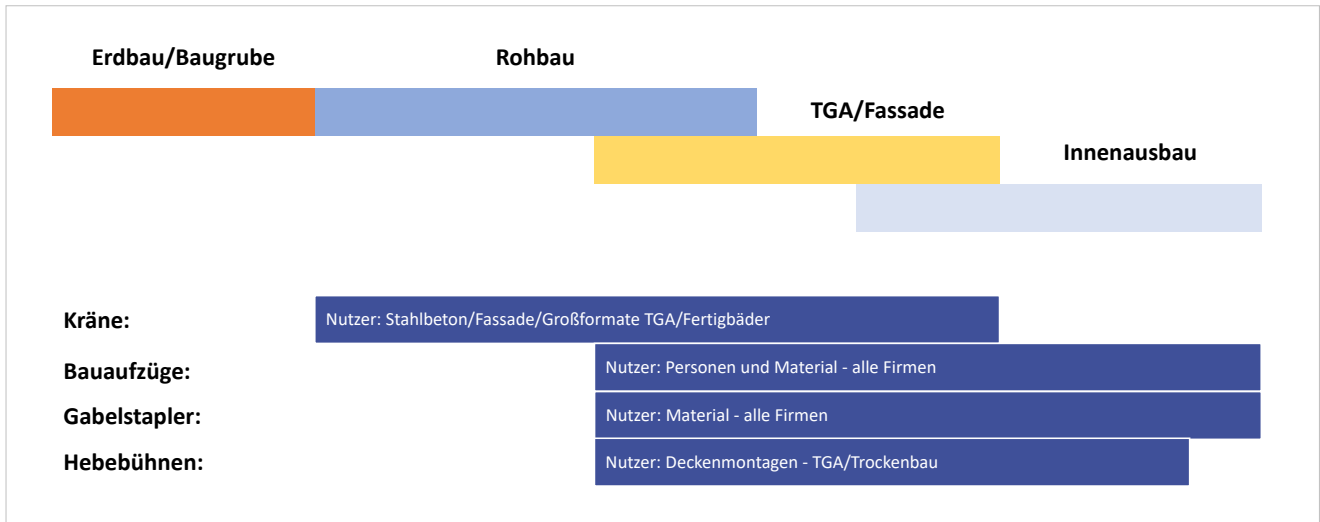 Erdbau/Baugrube
Rohbau
TGA/Fassade
Innenausbau
Kräne:
Nutzer: Stahlbeton/Fassade/Großformate TGA/Fertigbäder
Bauaufzüge:
Nutzer: Personen und Material - alle Firmen
Gabelstapler:
Nutzer: Material - alle Firmen
Hebebühnen:
Nutzer: Deckenmontagen - TGA/Trockenbau